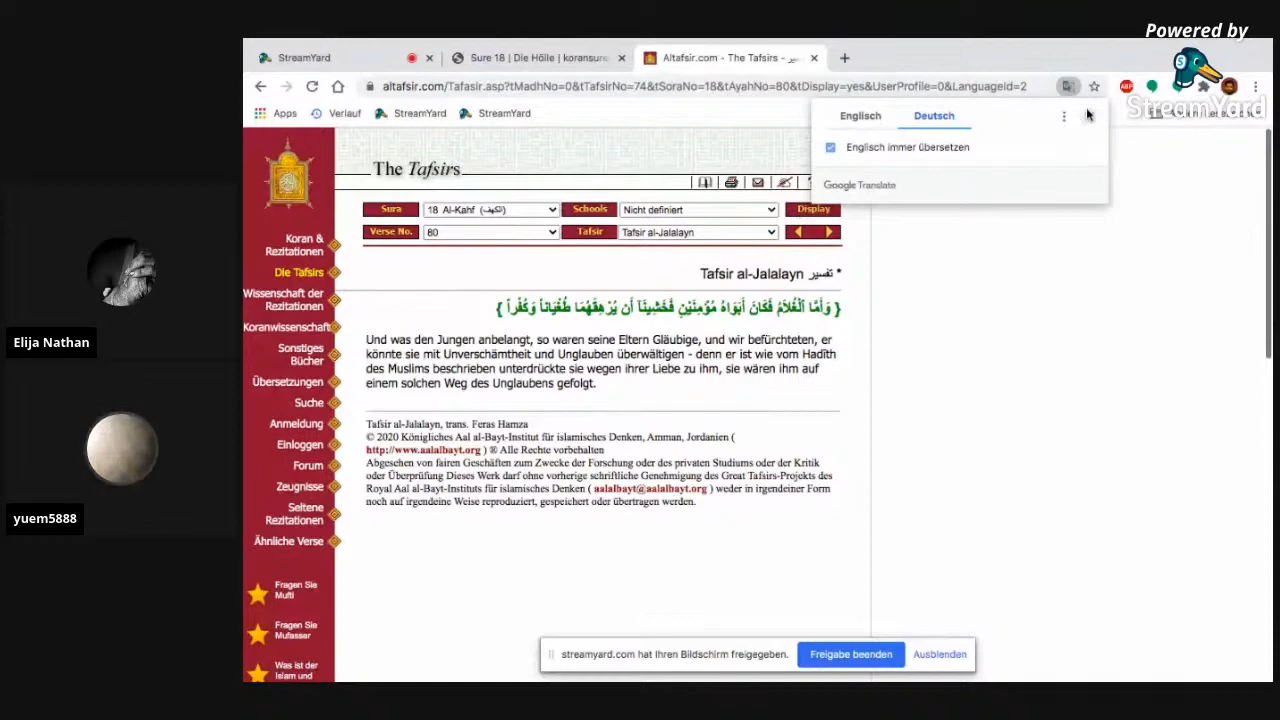 Powered by
StreamYard
StreamYard
Sure 18 | Die Hölle | koransure
Altafsir.com - The Tafsirs -
altafsir.com/Tafasir.asp?tMadhNo=0&tTafsirNo=74&tSoraNo=18&tAyahNo=80&tDisplay=yes&UserProfile=0&LanguageId=2
Apps
Verlauf
StreamYard
StreamYard
Englisch
Deutsch
Englisch immer übersetzen
Google Translate
The Tafsirs
Sura
18 Al-Kahf (الكهف)
Schools
Nicht definiert
Display
Verse No.
80
Tafsir
Tafsir al-Jalalayn
Koran &
Rezitationen
Die Tafsirs
Wissenschaft der
Rezitationen
Koranwissenschaft
Sonstiges
Bücher
Übersetzungen
Suche
Anmeldung
Einloggen
Forum
Zeugnisse
Seltene
Rezitationen
Ähnliche Verse
Fragen Sie
Mufti
Fragen Sie
Mufasser
Was ist der
Islam und
* تفسير Tafsir al-Jalalayn
{ وَأَمَّا ٱلْغُلاَمُ فَكَانَ أَبَوَاهُ مُؤْمِنَيْنِ فَخَشِينَآ أَن يُرْهِقَهُمَا طُغْيَاناً وَكُفْراً }
Und was den Jungen anbelangt, so waren seine Eltern Gläubige, und wir befürchteten, er
könnte sie mit Unverschämtheit und Unglauben überwältigen - denn er ist wie vom Hadīth
des Muslims beschrieben unterdrückte sie wegen ihrer Liebe zu ihm, sie wären ihm auf
einem solchen Weg des Unglaubens gefolgt.
Tafsir al-Jalalayn, trans. Feras Hamza
© 2020 Königliches Aal al-Bayt-Institut für islamisches Denken, Amman, Jordanien (
http://www.aalalbayt.org ) ® Alle Rechte vorbehalten
Abgesehen von fairen Geschäften zum Zwecke der Forschung oder des privaten Studiums oder der Kritik
oder Überprüfung Dieses Werk darf ohne vorherige schriftliche Genehmigung des Great Tafsirs-Projekts des
Royal Aal al-Bayt-Instituts für islamisches Denken ( aalalbayt@aalalbayt.org ) weder in irgendeiner Form
noch auf irgendeine Weise reproduziert, gespeichert oder übertragen werden.
streamyard.com hat Ihren Bildschirm freigegeben.
Freigabe beenden
Ausblenden
Elija Nathan
yuem5888